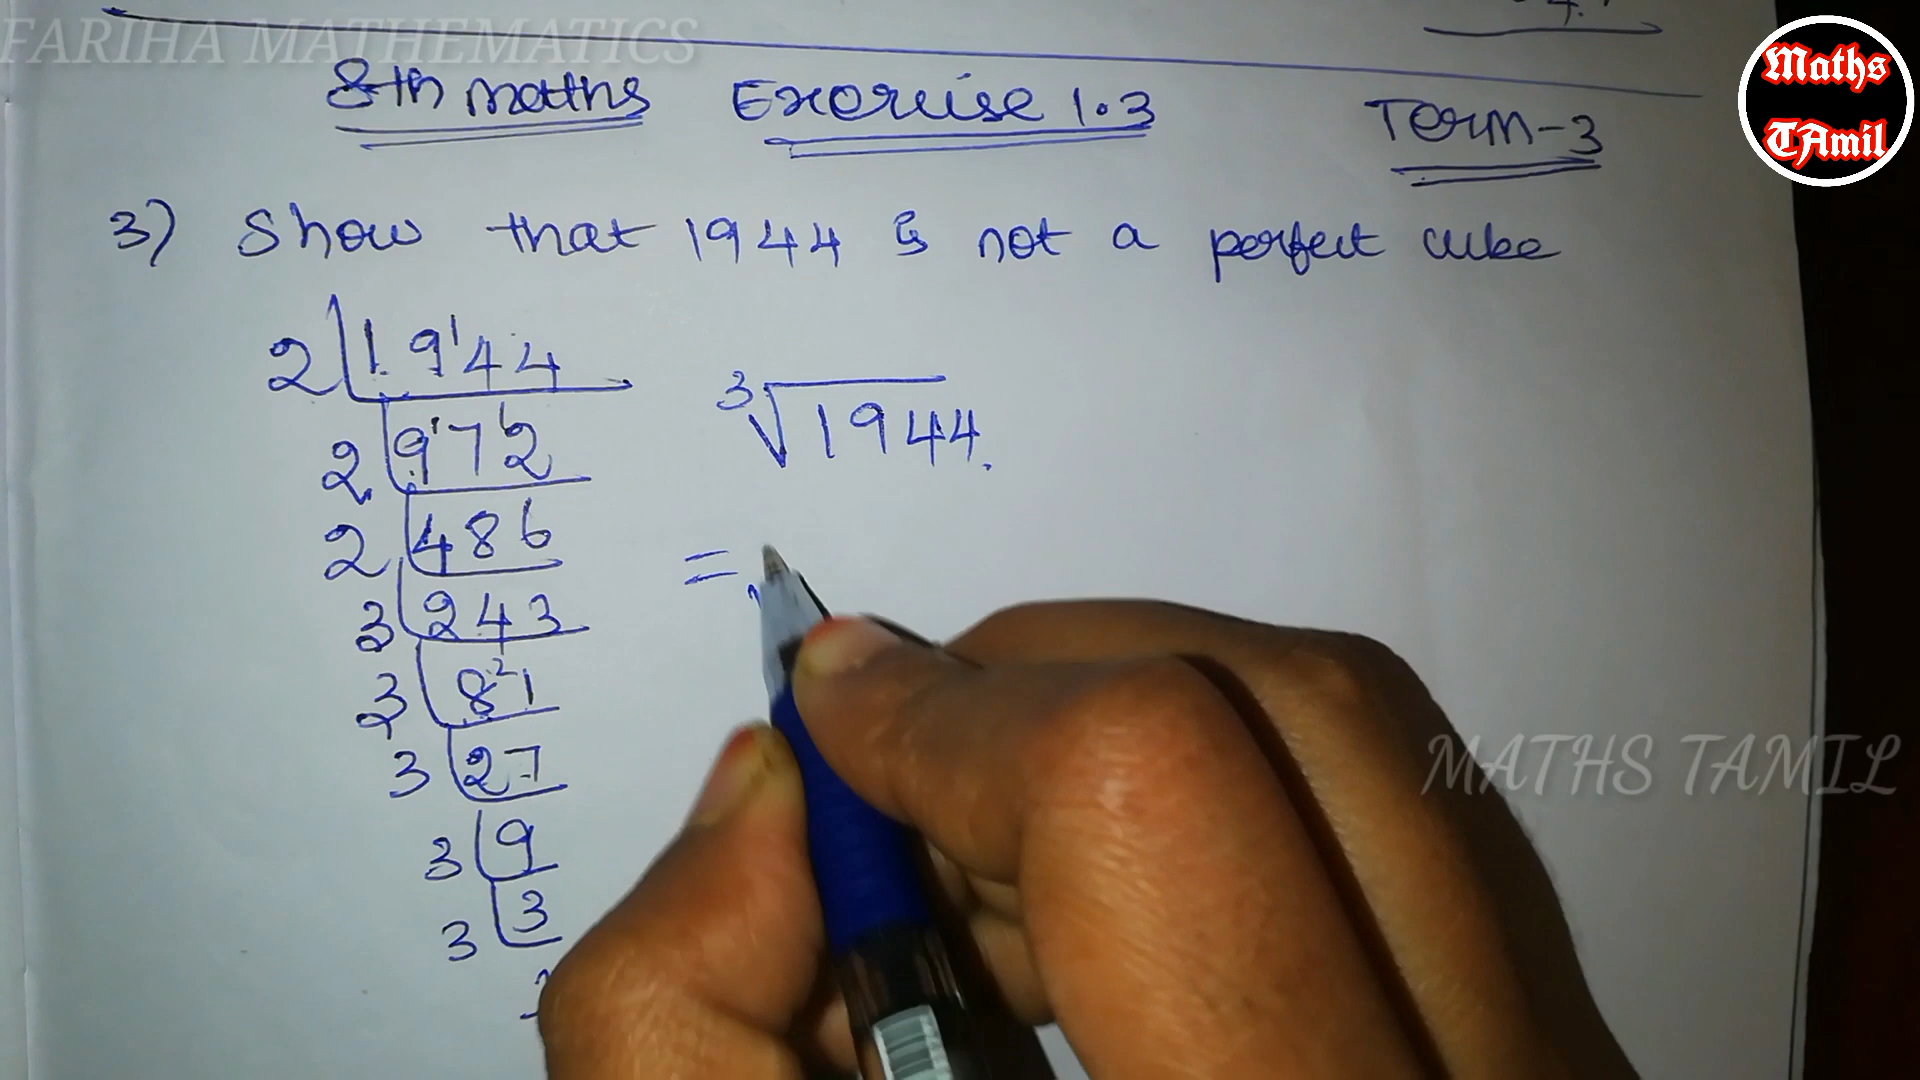 FARIHA MATHEMATICS
Maths
TAmil
8th maths Exercise 1.3 Term-3
3) Show that 1944 is not a perfect cube
2 1944
2 972
2 486
3 243
3 81
3 27
3 9
3 3
3√1944.
=
MATHS TAMIL